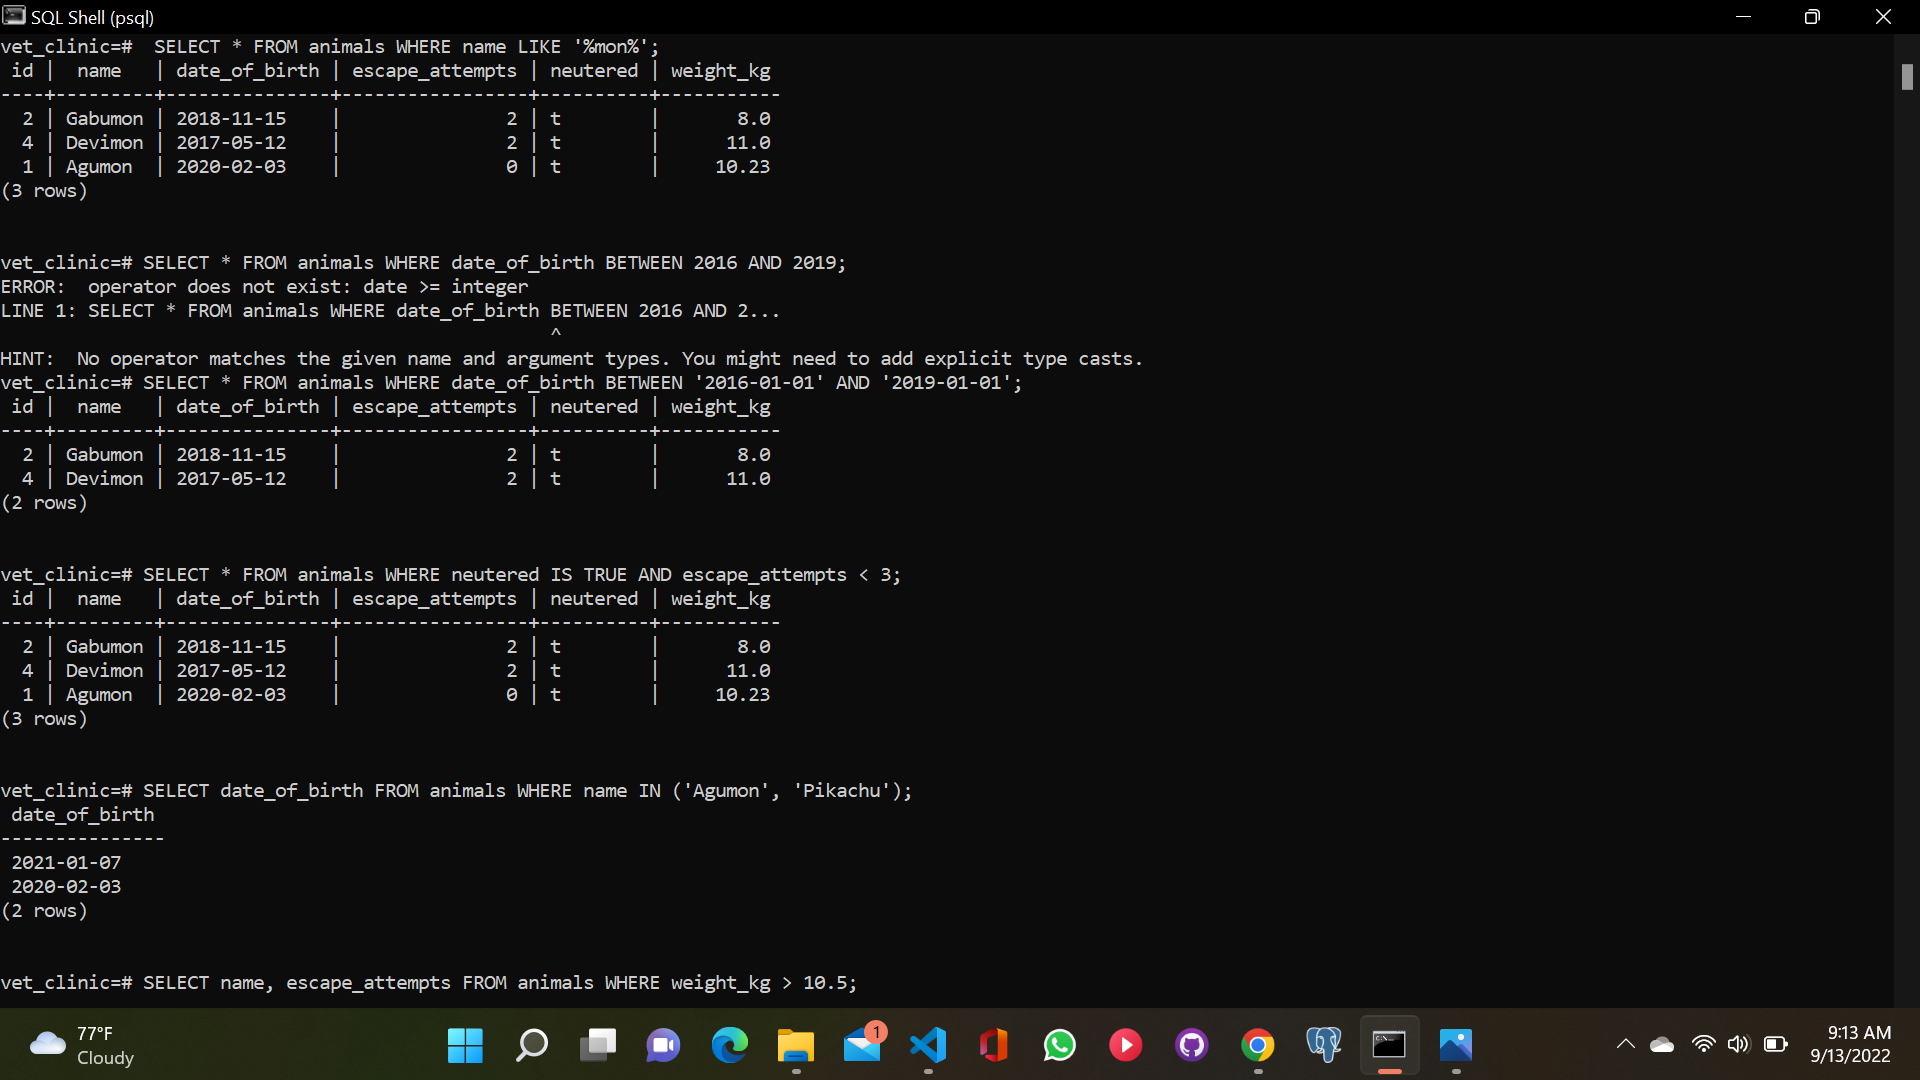 SQL Shell (psql)
vet_clinic=#  SELECT * FROM animals WHERE name LIKE '%mon%';
 id |  name   | date_of_birth | escape_attempts | neutered | weight_kg
----+---------+---------------+-----------------+----------+-----------
  2 | Gabumon | 2018-11-15    |               2 | t        |       8.0
  4 | Devimon | 2017-05-12    |               2 | t        |      11.0
  1 | Agumon  | 2020-02-03    |               0 | t        |     10.23
(3 rows)
vet_clinic=# SELECT * FROM animals WHERE date_of_birth BETWEEN 2016 AND 2019;
ERROR:  operator does not exist: date >= integer
LINE 1: SELECT * FROM animals WHERE date_of_birth BETWEEN 2016 AND 2...
                                                  ^
HINT:  No operator matches the given name and argument types. You might need to add explicit type casts.
vet_clinic=# SELECT * FROM animals WHERE date_of_birth BETWEEN '2016-01-01' AND '2019-01-01';
 id |  name   | date_of_birth | escape_attempts | neutered | weight_kg
----+---------+---------------+-----------------+----------+-----------
  2 | Gabumon | 2018-11-15    |               2 | t        |       8.0
  4 | Devimon | 2017-05-12    |               2 | t        |      11.0
(2 rows)
vet_clinic=# SELECT * FROM animals WHERE neutered IS TRUE AND escape_attempts < 3;
 id |  name   | date_of_birth | escape_attempts | neutered | weight_kg
----+---------+---------------+-----------------+----------+-----------
  2 | Gabumon | 2018-11-15    |               2 | t        |       8.0
  4 | Devimon | 2017-05-12    |               2 | t        |      11.0
  1 | Agumon  | 2020-02-03    |               0 | t        |     10.23
(3 rows)
vet_clinic=# SELECT date_of_birth FROM animals WHERE name IN ('Agumon', 'Pikachu');
 date_of_birth
---------------
 2021-01-07
 2020-02-03
(2 rows)
vet_clinic=# SELECT name, escape_attempts FROM animals WHERE weight_kg > 10.5;
77°F
Cloudy
1
9:13 AM
9/13/2022